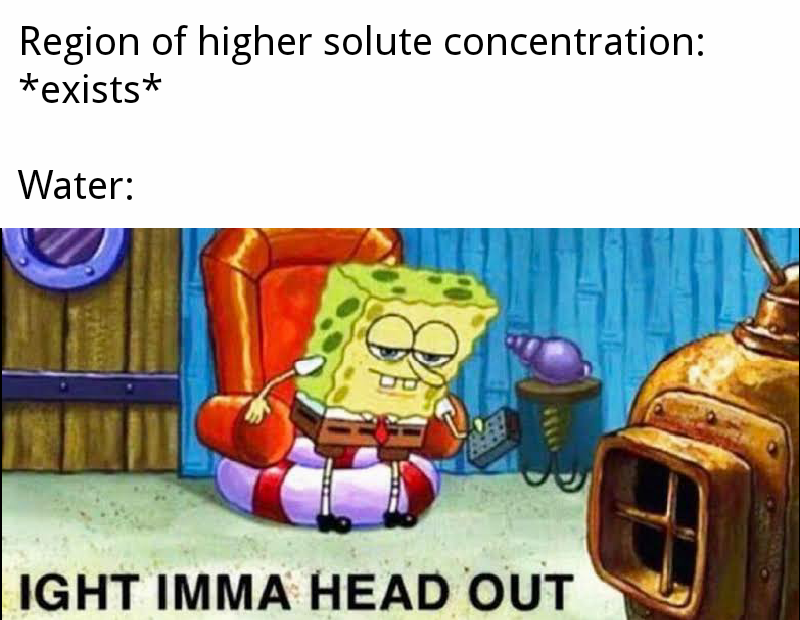 Region of higher solute concentration:
*exists*
Water:
IGHT IMMA HEAD OUT